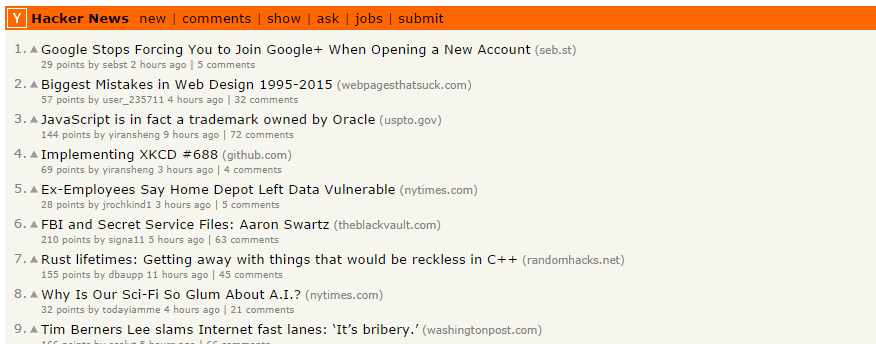 Y Hacker News new | comments | show | ask | jobs | submit
1. Google Stops Forcing You to Join Google+ When Opening a New Account (seb.st)
29 points by sebst 2 hours ago | 5 comments
2. Biggest Mistakes in Web Design 1995-2015 (webpagesthatsuck.com)
57 points by user_235711 4 hours ago | 32 comments
3. JavaScript is in fact a trademark owned by Oracle (uspto.gov)
144 points by yiransheng 9 hours ago | 72 comments
4. Implementing XKCD #688 (github.com)
69 points by yiransheng 3 hours ago | 4 comments
5. Ex-Employees Say Home Depot Left Data Vulnerable (nytimes.com)
28 points by jrochkind1 3 hours ago | 5 comments
6. FBI and Secret Service Files: Aaron Swartz (theblackvault.com)
210 points by signa11 5 hours ago | 63 comments
7. Rust lifetimes: Getting away with things that would be reckless in C++ (randomhacks.net)
155 points by dbaupp 11 hours ago | 45 comments
8. Why Is Our Sci-Fi So Glum About A.I.? (nytimes.com)
32 points by todayiamme 4 hours ago | 21 comments
9. Tim Berners Lee slams Internet fast lanes: ‘It’s bribery.’ (washingtonpost.com)